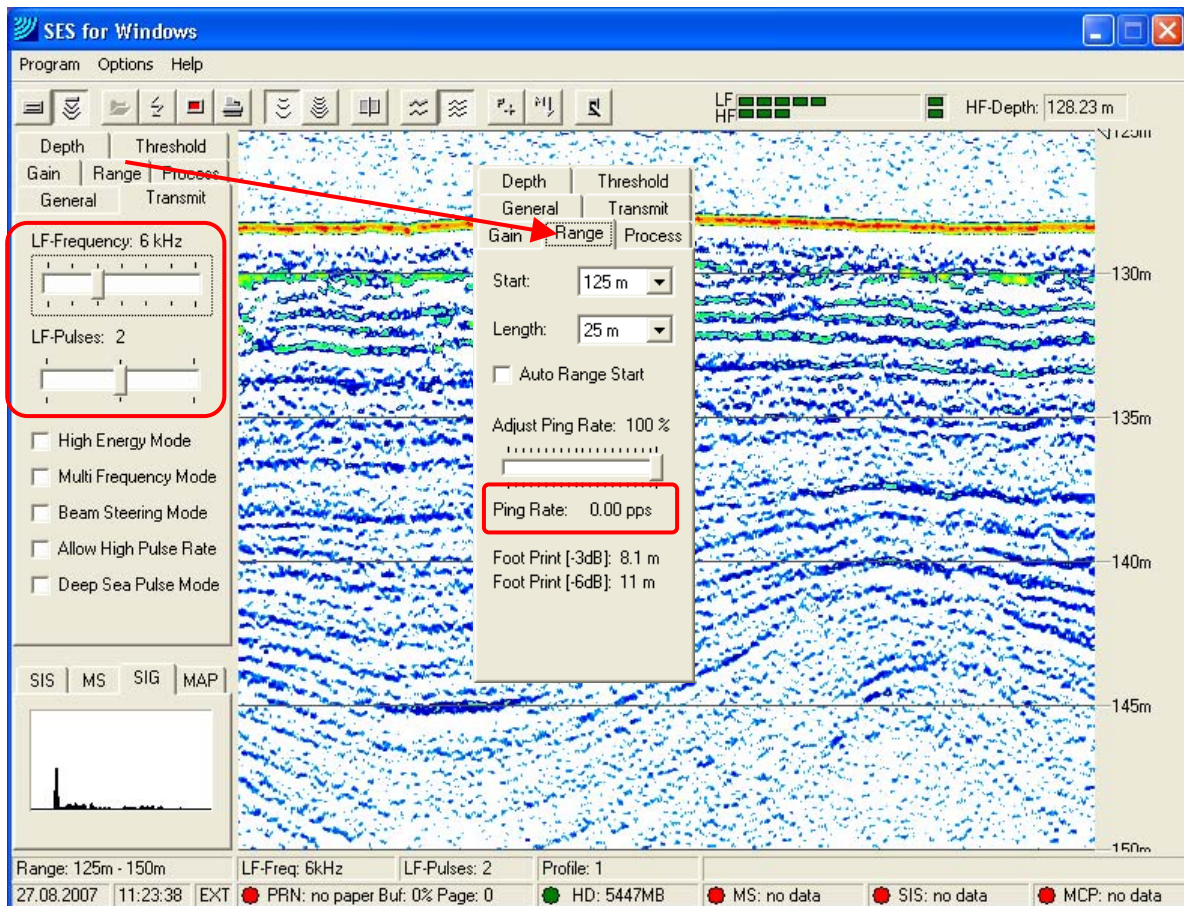 SES for Windows
Program Options Help
LF
HF
HF-Depth: 128.23 m
Depth Threshold
Gain Range Process
General Transmit
LF-Frequency: 6 kHz
LF-Pulses: 2
High Energy Mode
Multi Frequency Mode
Beam Steering Mode
Allow High Pulse Rate
Deep Sea Pulse Mode
SIS MS SIG MAP
Depth Threshold
General Transmit
Gain Range Process
Start: 125 m
Length: 25 m
Auto Range Start
Adjust Ping Rate: 100 %
Ping Rate: 0.00 pps
Foot Print [-3dB]: 8.1 m
Foot Print [-6dB]: 11 m
125m
130m
135m
140m
145m
150m
Range: 125m - 150m LF-Freq: 6kHz LF-Pulses: 2 Profile: 1
27.08.2007 11:23:38 EXT PRN: no paper Buf: 0% Page: 0 HD: 5447MB MS: no data SIS: no data MCP: no data